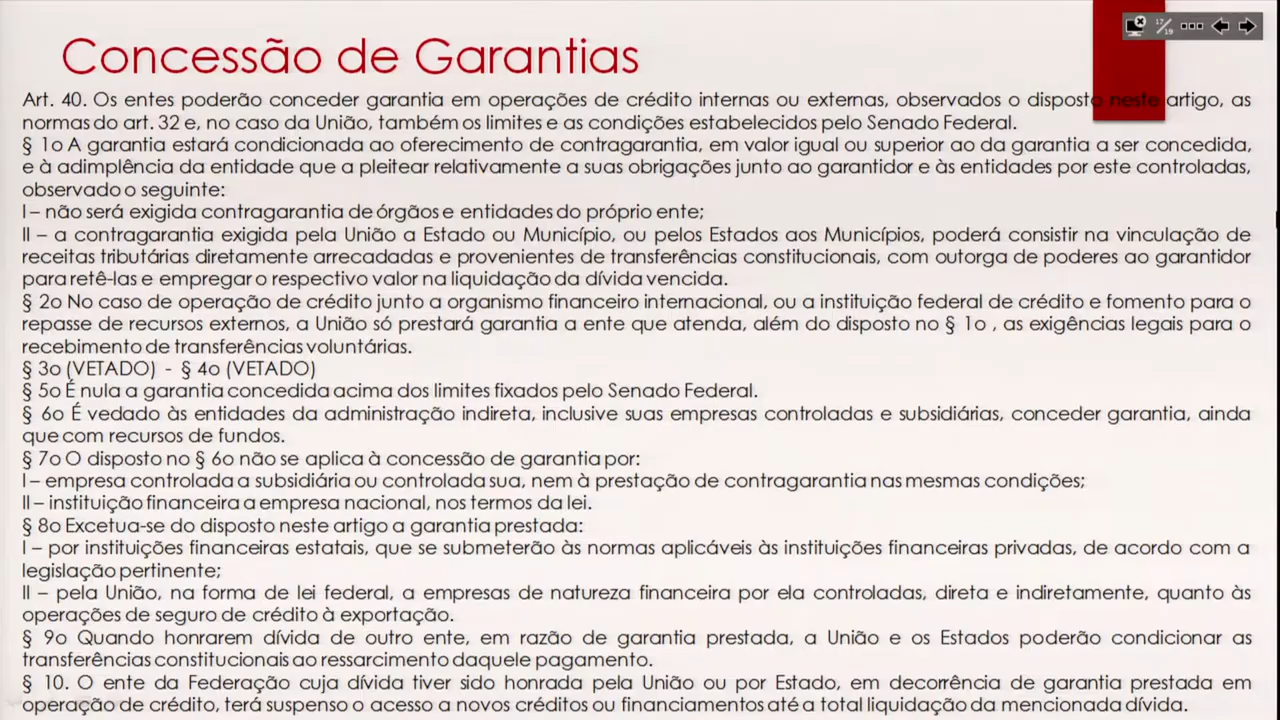 17/19
Concessão de Garantias
Art. 40. Os entes poderão conceder garantia em operações de crédito internas ou externas, observados o disposto neste artigo, as
normas do art. 32 e, no caso da União, também os limites e as condições estabelecidos pelo Senado Federal.
§ 1o A garantia estará condicionada ao oferecimento de contragarantia, em valor igual ou superior ao da garantia a ser concedida,
e à adimplência da entidade que a pleitear relativamente a suas obrigações junto ao garantidor e às entidades por este controladas,
observado o seguinte:
I – não será exigida contragarantia de órgãos e entidades do próprio ente;
II – a contragarantia exigida pela União a Estado ou Município, ou pelos Estados aos Municípios, poderá consistir na vinculação de
receitas tributárias diretamente arrecadadas e provenientes de transferências constitucionais, com outorga de poderes ao garantidor
para retê-las e empregar o respectivo valor na liquidação da dívida vencida.
§ 2o No caso de operação de crédito junto a organismo financeiro internacional, ou a instituição federal de crédito e fomento para o
repasse de recursos externos, a União só prestará garantia a ente que atenda, além do disposto no § 1o , as exigências legais para o
recebimento de transferências voluntárias.
§ 3o (VETADO) - § 4o (VETADO)
§ 5o É nula a garantia concedida acima dos limites fixados pelo Senado Federal.
§ 6o É vedado às entidades da administração indireta, inclusive suas empresas controladas e subsidiárias, conceder garantia, ainda
que com recursos de fundos.
§ 7o O disposto no § 6o não se aplica à concessão de garantia por:
I – empresa controlada a subsidiária ou controlada sua, nem à prestação de contragarantia nas mesmas condições;
II – instituição financeira a empresa nacional, nos termos da lei.
§ 8o Excetua-se do disposto neste artigo a garantia prestada:
I – por instituições financeiras estatais, que se submeterão às normas aplicáveis às instituições financeiras privadas, de acordo com a
legislação pertinente;
II – pela União, na forma de lei federal, a empresas de natureza financeira por ela controladas, direta e indiretamente, quanto às
operações de seguro de crédito à exportação.
§ 9o Quando honrarem dívida de outro ente, em razão de garantia prestada, a União e os Estados poderão condicionar as
transferências constitucionais ao ressarcimento daquele pagamento.
§ 10. O ente da Federação cuja dívida tiver sido honrada pela União ou por Estado, em decorrência de garantia prestada em
operação de crédito, terá suspenso o acesso a novos créditos ou financiamentos até a total liquidação da mencionada dívida.